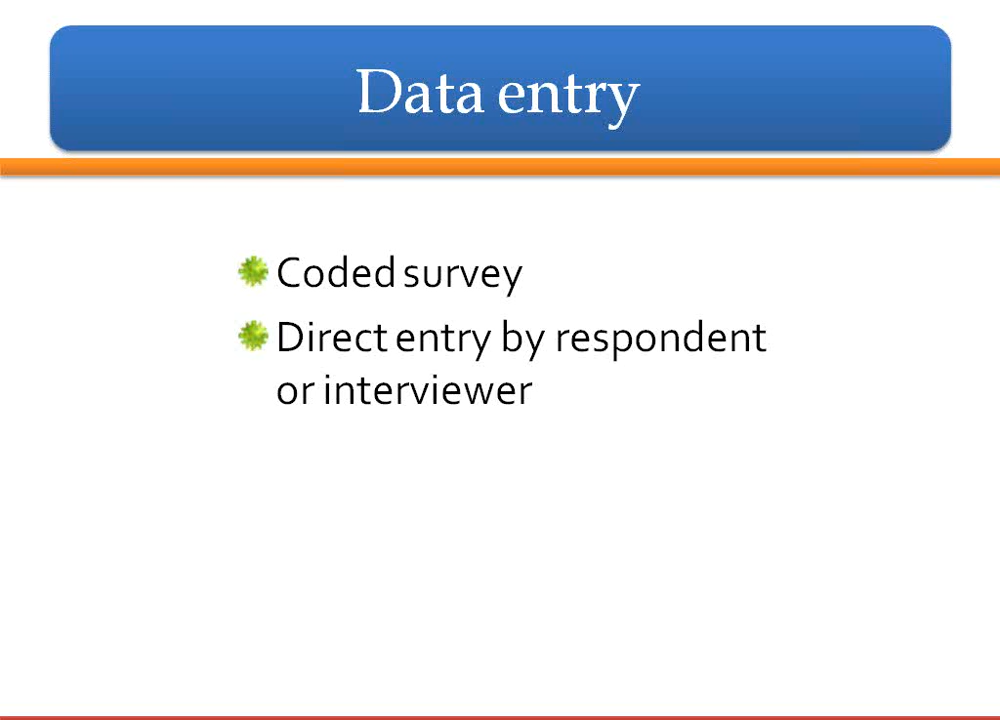 Data entry
Coded survey
Direct entry by respondent
or interviewer